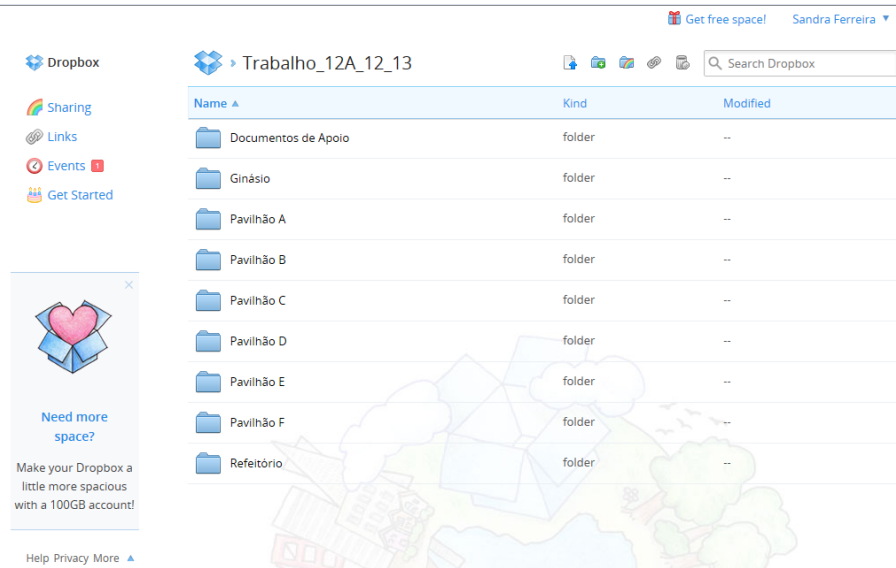 Get free space! Sandra Ferreira ▼
Dropbox
Trabalho_12A_12_13
Search Dropbox
Sharing
Links
Events 1
Get Started
Name ▲ Kind Modified
Documentos de Apoio folder --
Ginásio folder --
Pavilhão A folder --
Pavilhão B folder --
Pavilhão C folder --
Pavilhão D folder --
Pavilhão E folder --
Pavilhão F folder --
Refeitório folder --
Need more
space?
Make your Dropbox a
little more spacious
with a 100GB account!
Help Privacy More ▲